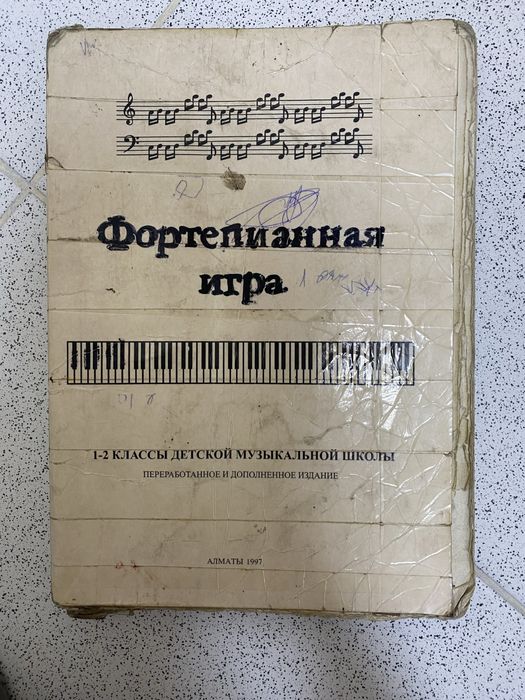 Фортепианная
игра
1-2 КЛАССЫ ДЕТСКОЙ МУЗЫКАЛЬНОЙ ШКОЛЫ
ПЕРЕРАБОТАННОЕ И ДОПОЛНЕННОЕ ИЗДАНИЕ
АЛМАТЫ 1997